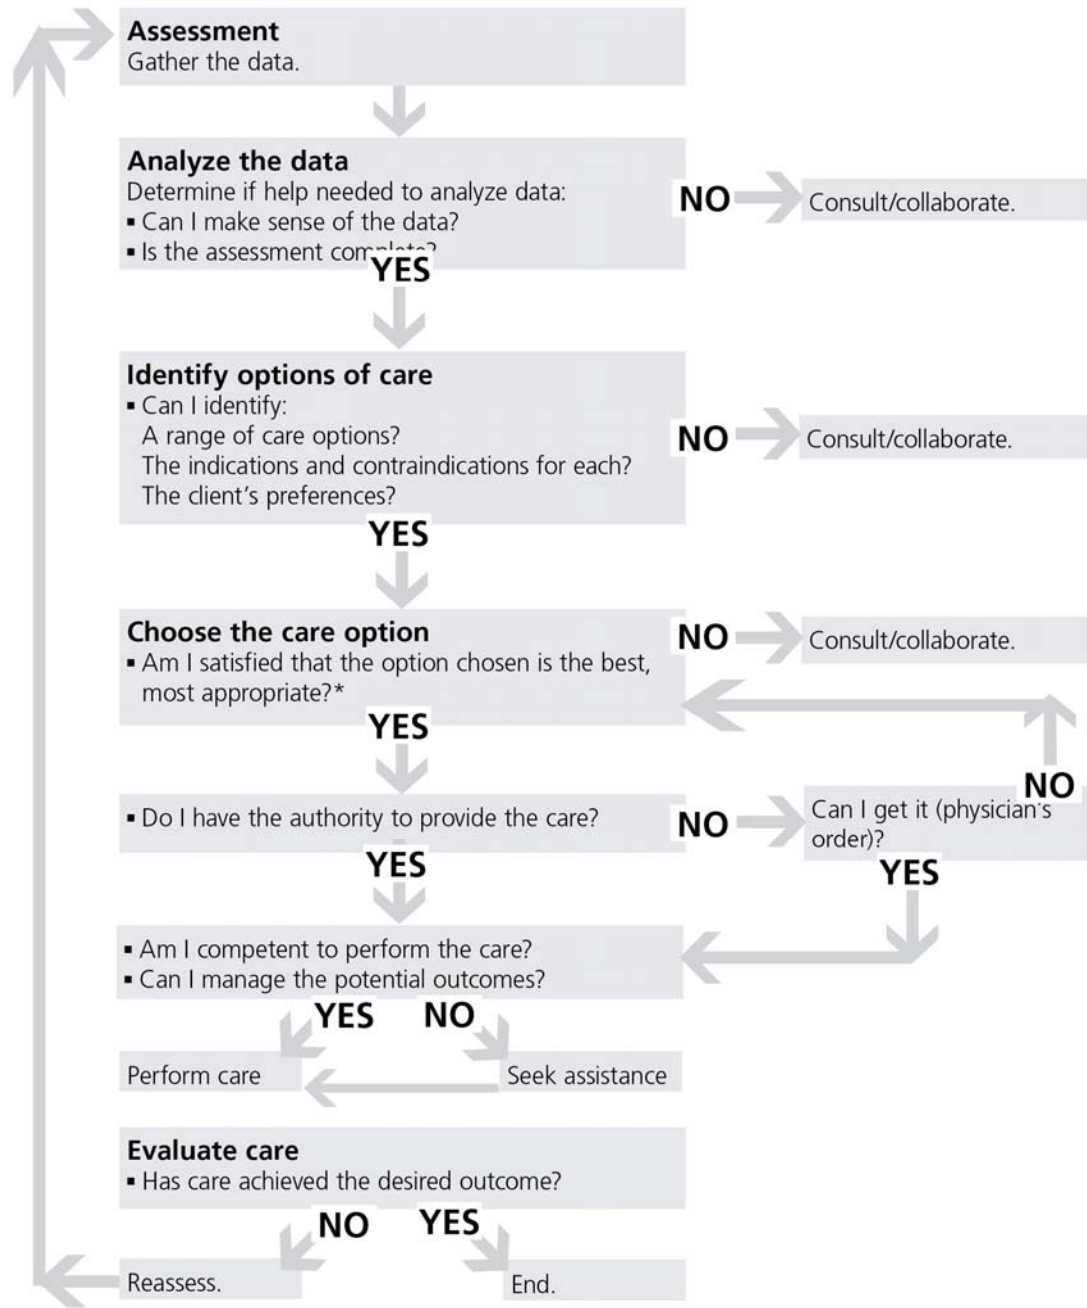 Assessment
Gather the data.
Analyze the data
Determine if help needed to analyze data:
▪ Can I make sense of the data?
▪ Is the assessment complete?
NO
Consult/collaborate.
YES
Identify options of care
▪ Can I identify:
A range of care options?
The indications and contraindications for each?
The client's preferences?
NO
Consult/collaborate.
YES
Choose the care option
▪ Am I satisfied that the option chosen is the best,
most appropriate?*
NO
Consult/collaborate.
YES
▪ Do I have the authority to provide the care?
NO
Can I get it (physician's
order)?
NO
YES
YES
▪ Am I competent to perform the care?
▪ Can I manage the potential outcomes?
YES
NO
Perform care
Seek assistance
Evaluate care
▪ Has care achieved the desired outcome?
NO
YES
Reassess.
End.